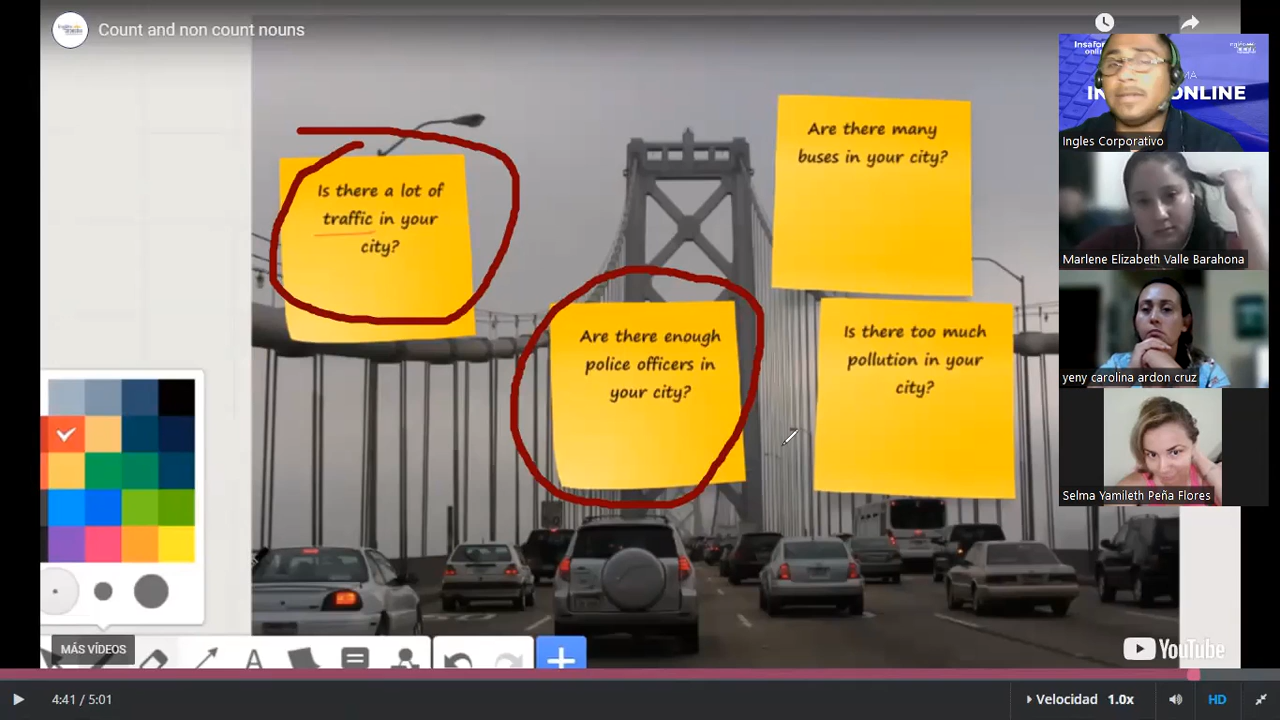 Count and non count nouns
Is there a lot of
traffic in your
city?
Are there enough
police officers in
your city?
Are there many
buses in your city?
Is there too much
pollution in your
city?
Ingles Corporativo
Marlene Elizabeth Valle Barahona
yeny carolina ardon cruz
Selma Yamileth Peña Flores
MÁS VÍDEOS
YouTube
4:41 / 5:01
Velocidad 1.0x
HD